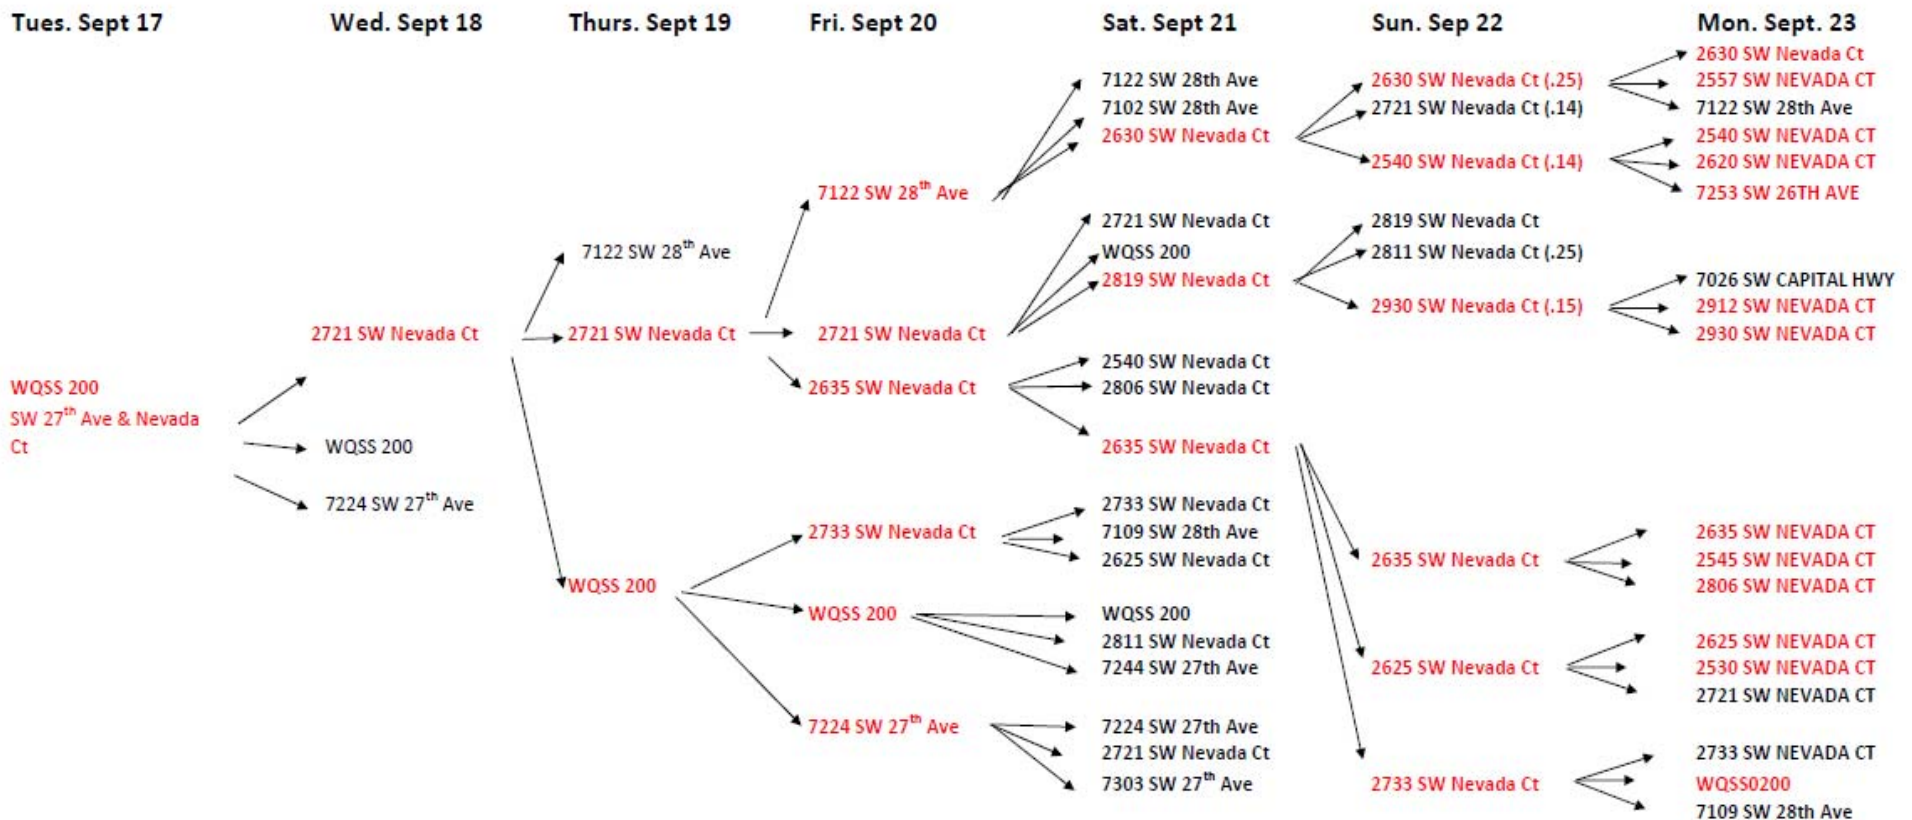 Tues. Sept 17
Wed. Sept 18
Thurs. Sept 19
Fri. Sept 20
Sat. Sept 21
Sun. Sep 22
Mon. Sept. 23
WQSS 200
SW 27th Ave & Nevada
Ct
2721 SW Nevada Ct
WQSS 200
7224 SW 27th Ave
7122 SW 28th Ave
2721 SW Nevada Ct
WQSS 200
7122 SW 28th Ave
2721 SW Nevada Ct
2635 SW Nevada Ct
2733 SW Nevada Ct
WQSS 200
7224 SW 27th Ave
7122 SW 28th Ave
7102 SW 28th Ave
2630 SW Nevada Ct
2721 SW Nevada Ct
WQSS 200
2819 SW Nevada Ct
2540 SW Nevada Ct
2806 SW Nevada Ct
2635 SW Nevada Ct
2733 SW Nevada Ct
7109 SW 28th Ave
2625 SW Nevada Ct
WQSS 200
2811 SW Nevada Ct
7244 SW 27th Ave
7224 SW 27th Ave
2721 SW Nevada Ct
7303 SW 27th Ave
2630 SW Nevada Ct (.25)
2721 SW Nevada Ct (.14)
2540 SW Nevada Ct (.14)
2819 SW Nevada Ct
2811 SW Nevada Ct (.25)
2930 SW Nevada Ct (.15)
2635 SW Nevada Ct
2625 SW Nevada Ct
2733 SW Nevada Ct
2630 SW Nevada Ct
2557 SW NEVADA CT
7122 SW 28th Ave
2540 SW NEVADA CT
2620 SW NEVADA CT
7253 SW 26TH AVE
7026 SW CAPITAL HWY
2912 SW NEVADA CT
2930 SW NEVADA CT
2635 SW NEVADA CT
2545 SW NEVADA CT
2806 SW NEVADA CT
2625 SW NEVADA CT
2530 SW NEVADA CT
2721 SW NEVADA CT
2733 SW NEVADA CT
WQSS0200
7109 SW 28th Ave